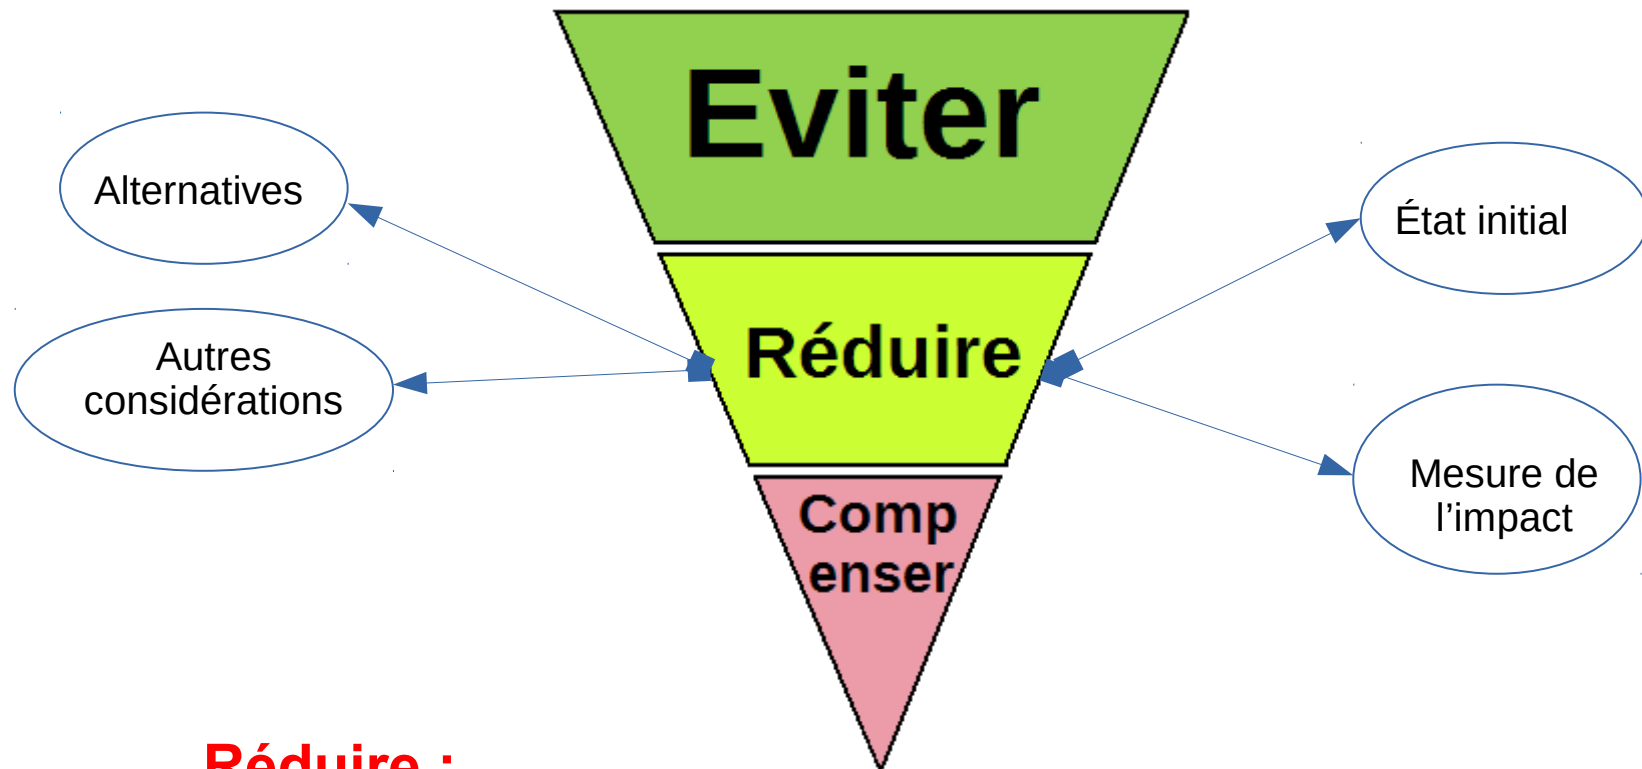 Eviter
Alternatives
État initial
Autres
considérations
Réduire
Mesure de
l’impact
Comp
enser
Réduire :